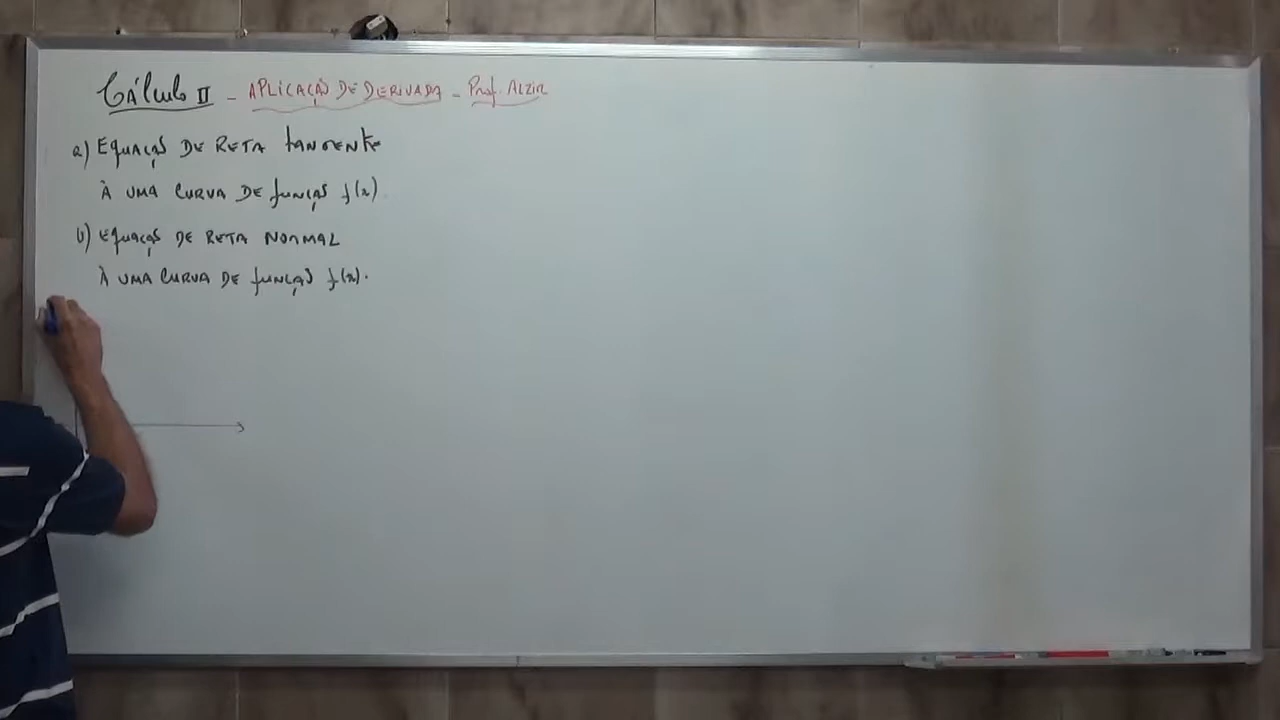 CÁLCULO II - APLICAÇÃO DE DERIVADA - Prof. ALZIR
a) EQUAÇÃO DE RETA TANGENTE
À UMA CURVA DE FUNÇÃO f(x)
b) EQUAÇÃO DE RETA NORMAL
À UMA CURVA DE FUNÇÃO f(x).